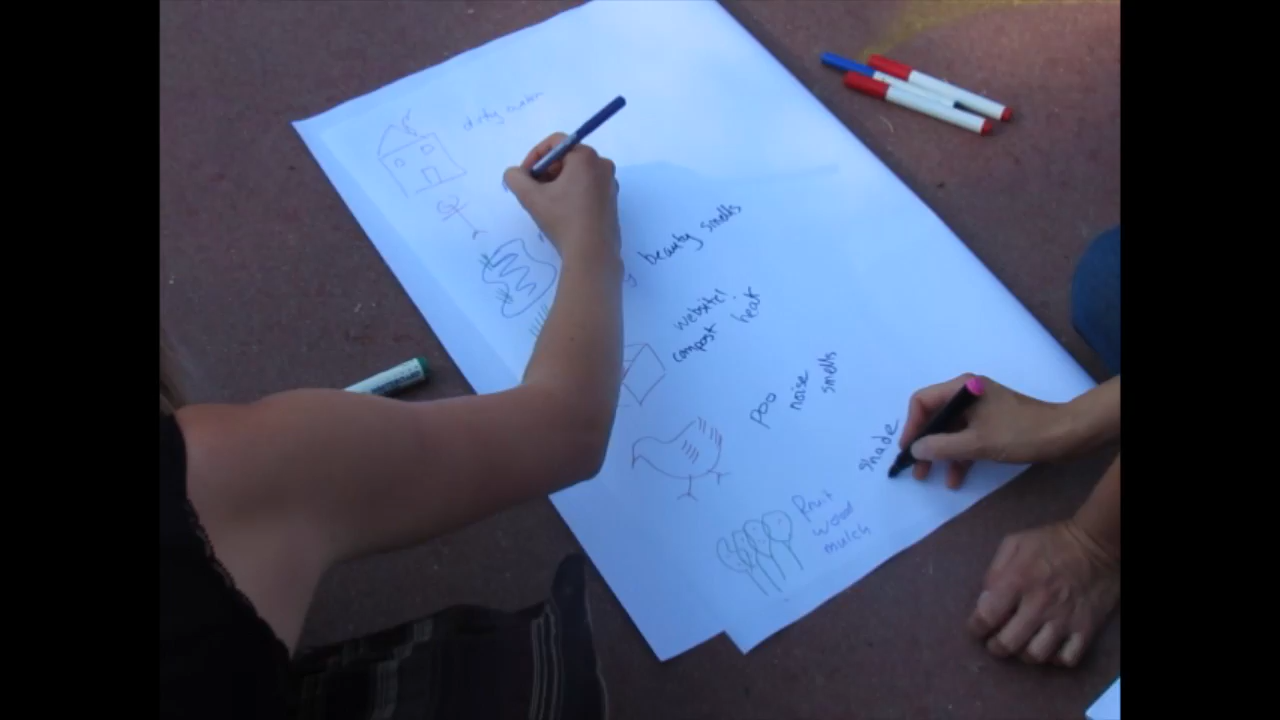 dirty water
beauty smells
website!
compost heat
poo noise smells
shade
fruit
wood
mulch